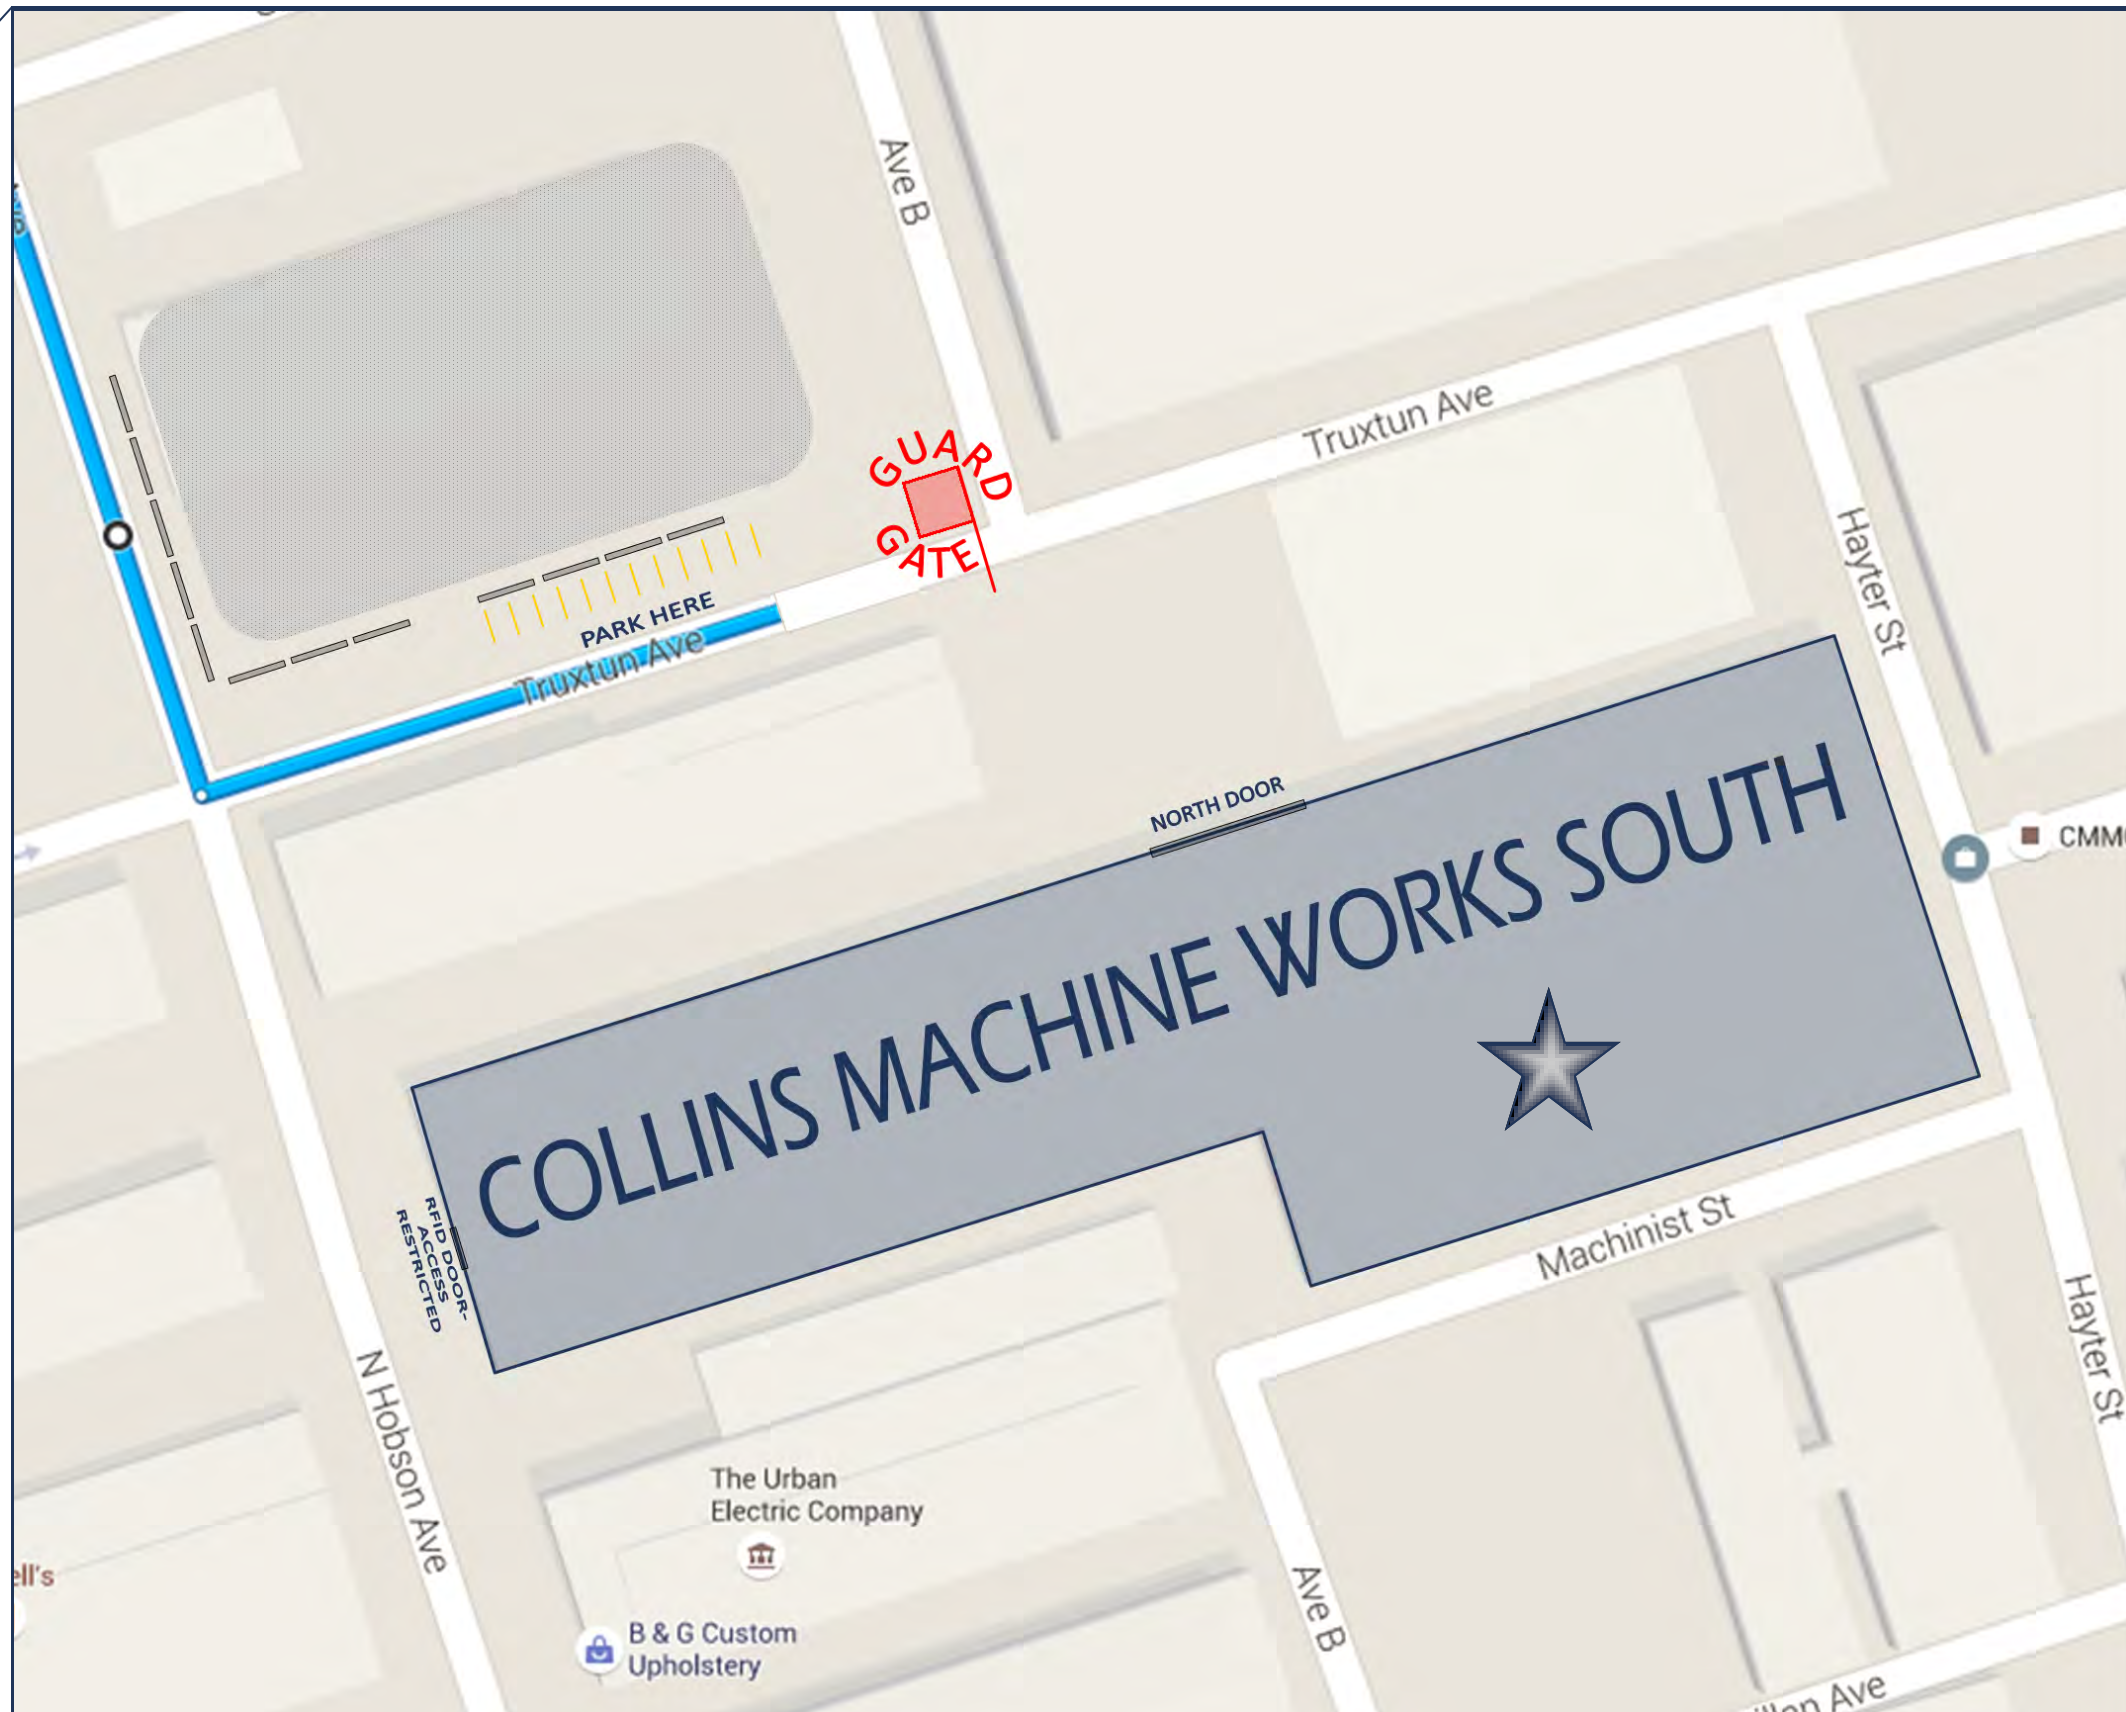 Ave B
GUARD
GATE
Truxtun Ave
Hayter St
PARK HERE
Truxtun Ave
NORTH DOOR
COLLINS MACHINE WORKS SOUTH
RFID DOOR-
ACCESS
RESTRICTED
Machinist St
Hayter St
N Hobson Ave
The Urban
Electric Company
B & G Custom
Upholstery
Ave B
Ave